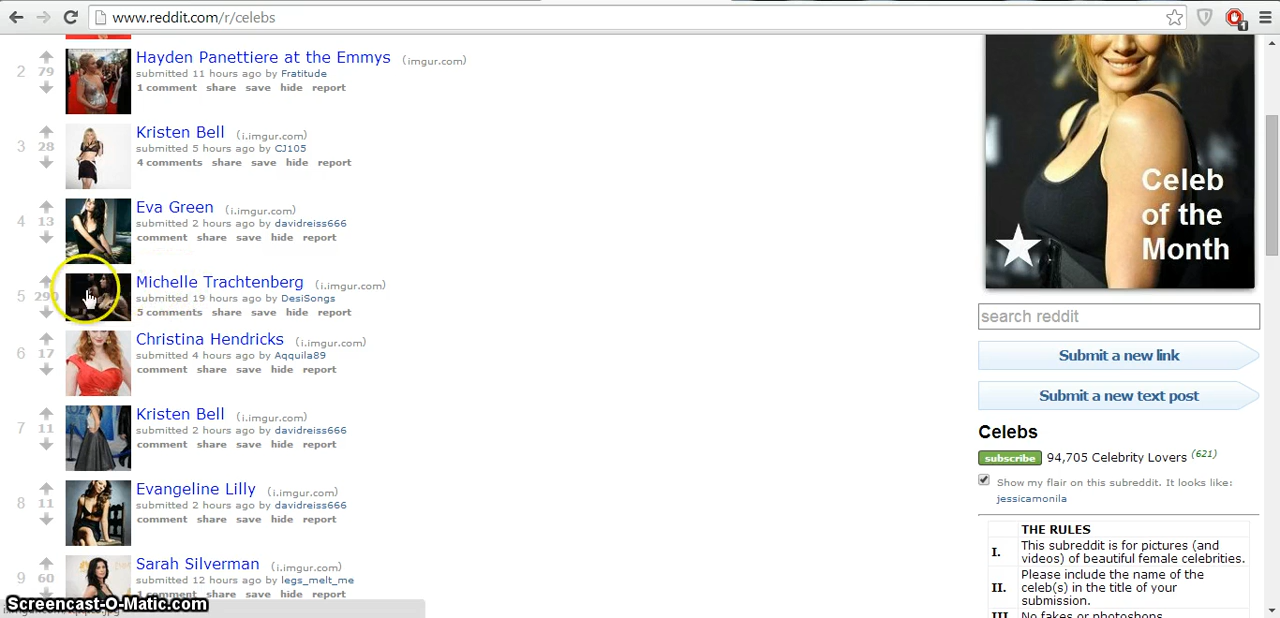 www.reddit.com/r/celebs
1
2
79
Hayden Panettiere at the Emmys (imgur.com)
submitted 11 hours ago by Fratitude
1 comment share save hide report
3
28
Kristen Bell (i.imgur.com)
submitted 5 hours ago by CJ105
4 comments share save hide report
4
13
Eva Green (i.imgur.com)
submitted 2 hours ago by davidreiss666
comment share save hide report
5
290
Michelle Trachtenberg (i.imgur.com)
submitted 19 hours ago by DesiSongs
5 comments share save hide report
6
17
Christina Hendricks (i.imgur.com)
submitted 4 hours ago by Aqquila89
comment share save hide report
7
11
Kristen Bell (i.imgur.com)
submitted 2 hours ago by davidreiss666
comment share save hide report
8
11
Evangeline Lilly (i.imgur.com)
submitted 2 hours ago by davidreiss666
comment share save hide report
9
60
Sarah Silverman (i.imgur.com)
submitted 12 hours ago by legs_melt_me
1 comment share save hide report
Screencast-O-Matic.com
Celeb
of the
Month
search reddit
Submit a new link
Submit a new text post
Celebs
subscribe 94,705 Celebrity Lovers (621)
Show my flair on this subreddit. It looks like:
jessicamonila
THE RULES
I. This subreddit is for pictures (and
videos) of beautiful female celebrities.
II. Please include the name of the
celeb(s) in the title of your
submission.
III. No fakes or photoshops.